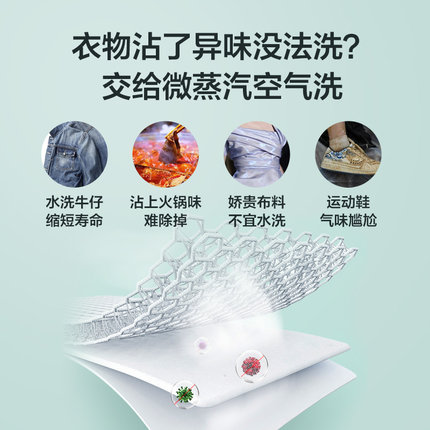 衣物沾了异味没法洗?
交给微蒸汽空气洗
水洗牛仔
缩短寿命
沾上火锅味
难除掉
娇贵布料
不宜水洗
运动鞋
气味尴尬